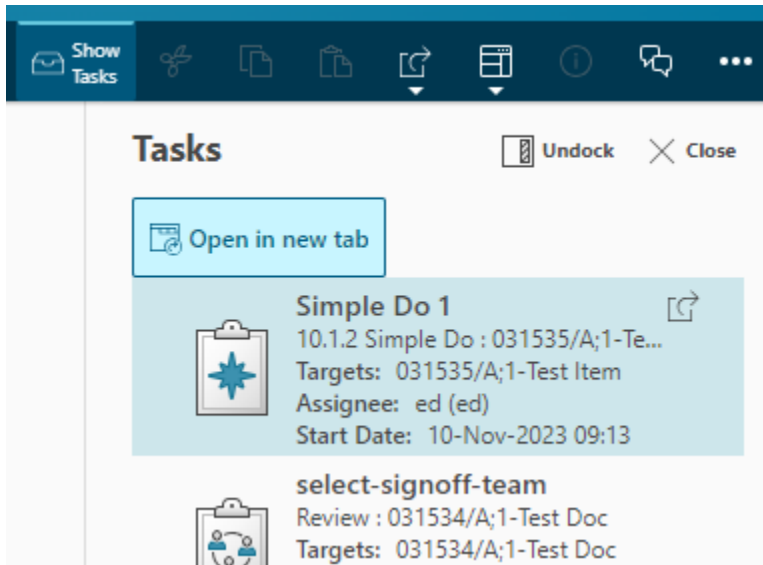 Show
Tasks
Tasks
Undock
Close
Open in new tab
Simple Do 1
10.1.2 Simple Do : 031535/A;1-Te...
Targets: 031535/A;1-Test Item
Assignee: ed (ed)
Start Date: 10-Nov-2023 09:13
select-signoff-team
Review : 031534/A;1-Test Doc
Targets: 031534/A;1-Test Doc